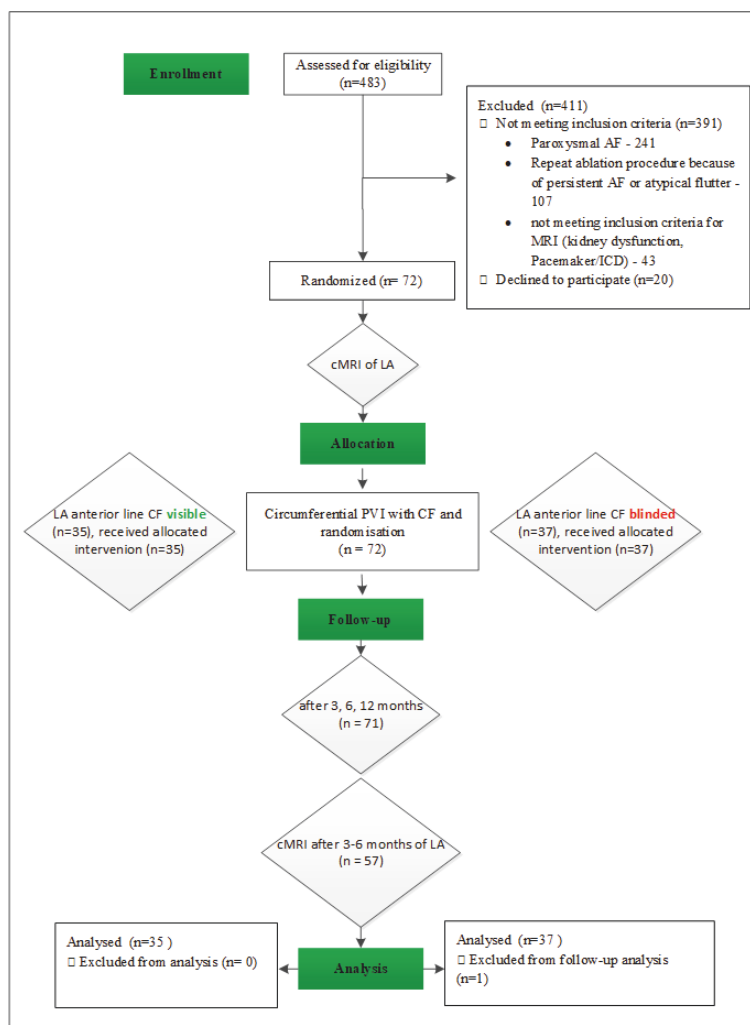 Enrollment
Assessed for eligibility
(n=483)
Excluded (n=411)
□ Not meeting inclusion criteria (n=391)
• Paroxysmal AF - 241
• Repeat ablation procedure because
of persistent AF or atypical flutter -
107
• not meeting inclusion criteria for
MRI (kidney dysfunction,
Pacemaker/ICD) - 43
□ Declined to participate (n=20)
Randomized (n= 72)
cMRI of LA
Allocation
LA anterior line CF visible
(n=35), received allocated
intervenion (n=35)
Circumferential PVI with CF and
randomisation
(n = 72)
LA anterior line CF blinded
(n=37), received allocated
intervention (n=37)
Follow-up
after 3, 6, 12 months
(n = 71)
cMRI after 3-6 months of LA
(n = 57)
Analysed (n=35 )
□ Excluded from analysis (n= 0)
Analysis
Analysed (n=37 )
□ Excluded from follow-up analysis
(n=1)